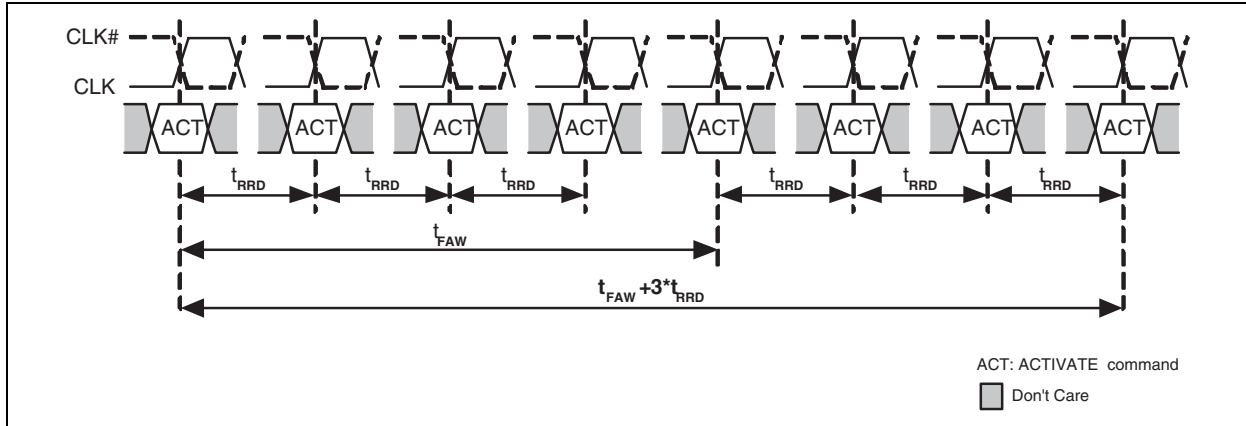 CLK#
CLK
ACT ACT ACT ACT ACT ACT ACT ACT
tRRD tRRD tRRD tRRD tRRD tRRD
tFAW
tFAW +3*tRRD
ACT: ACTIVATE command
Don't Care